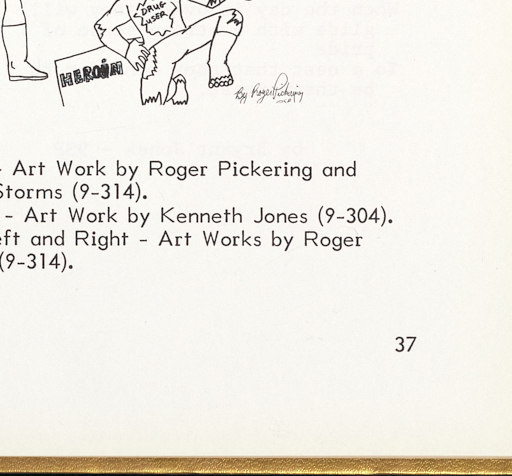 DRUG
USER
HEROIN
By Roger Pickering
- Art Work by Roger Pickering and
Storms (9-314).
- Art Work by Kenneth Jones (9-304).
eft and Right - Art Works by Roger
(9-314).
37